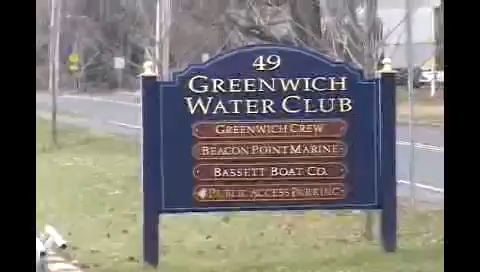 49
GREENWICH
WATER CLUB
GREENWICH CREW
BEACON POINT MARINE
BASSETT BOAT CO.
PUBLIC ACCESS PARKING